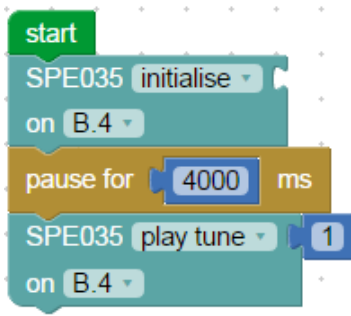 start
SPE035 initialise
on B.4
pause for 4000 ms
SPE035 play tune 1
on B.4